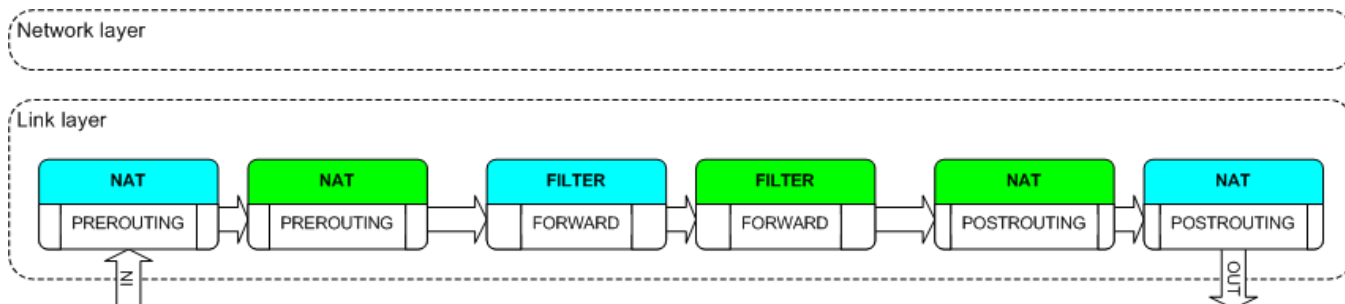 Network layer
Link layer
NAT NAT FILTER FILTER NAT NAT
PREROUTING PREROUTING FORWARD FORWARD POSTROUTING POSTROUTING
IN OUT